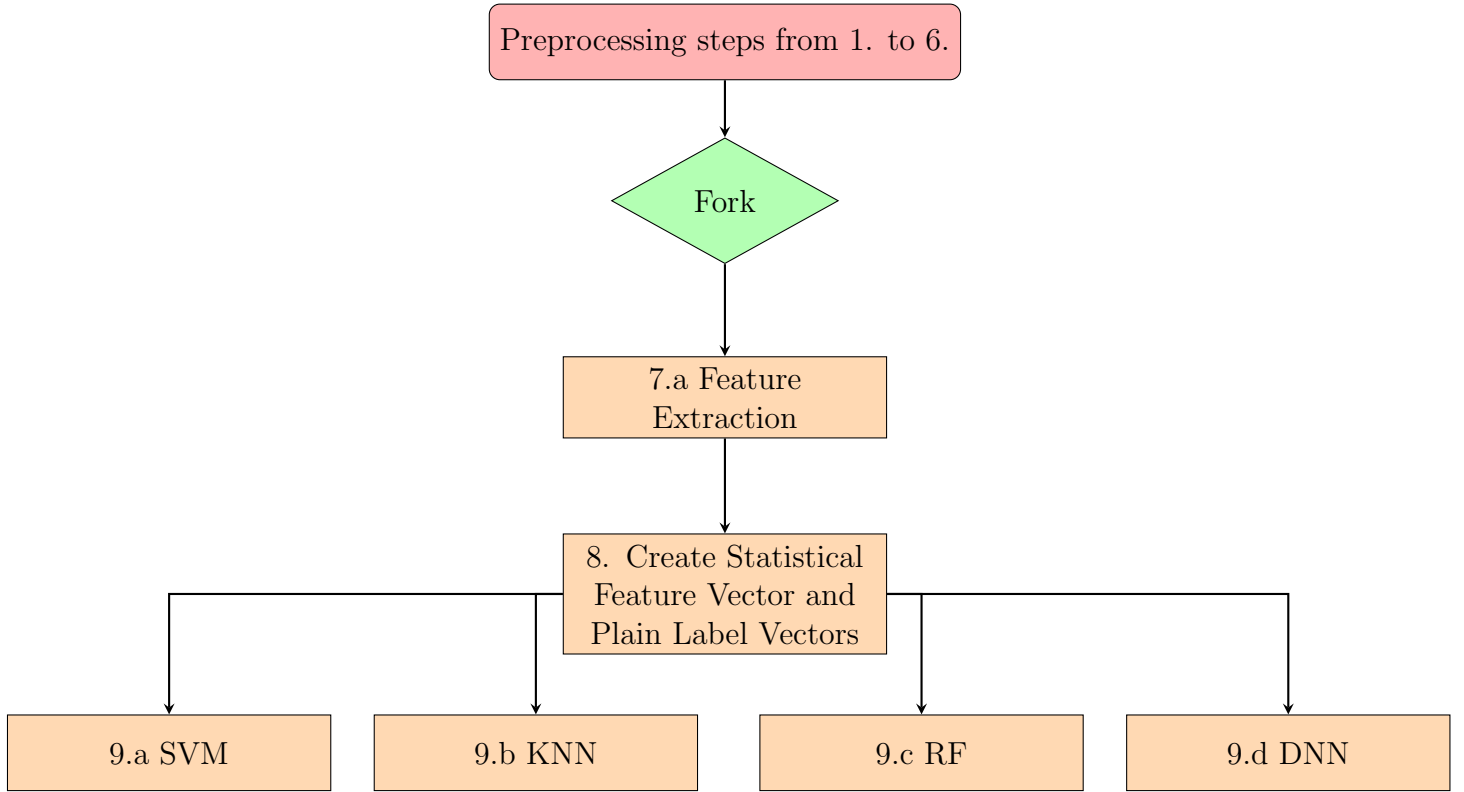 Preprocessing steps from 1. to 6.
Fork
7.a Feature
Extraction
8. Create Statistical
Feature Vector and
Plain Label Vectors
9.a SVM
9.b KNN
9.c RF
9.d DNN